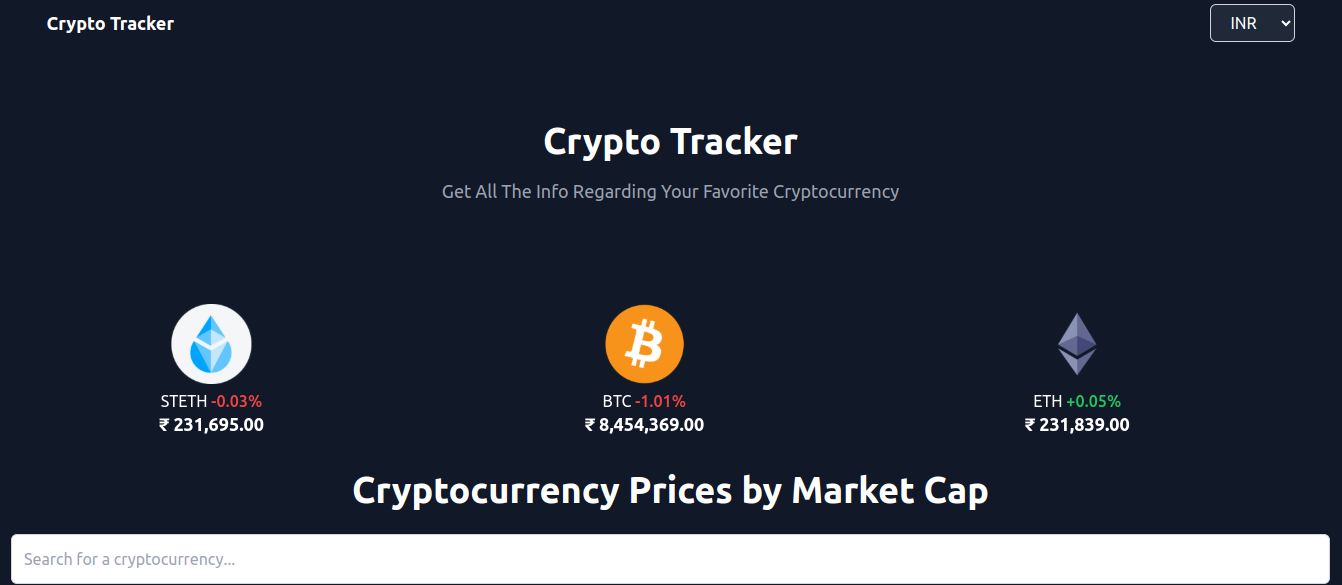 Crypto Tracker
INR
Crypto Tracker
Get All The Info Regarding Your Favorite Cryptocurrency
STETH -0.03%
₹ 231,695.00
BTC -1.01%
₹ 8,454,369.00
ETH +0.05%
₹ 231,839.00
Cryptocurrency Prices by Market Cap
Search for a cryptocurrency...